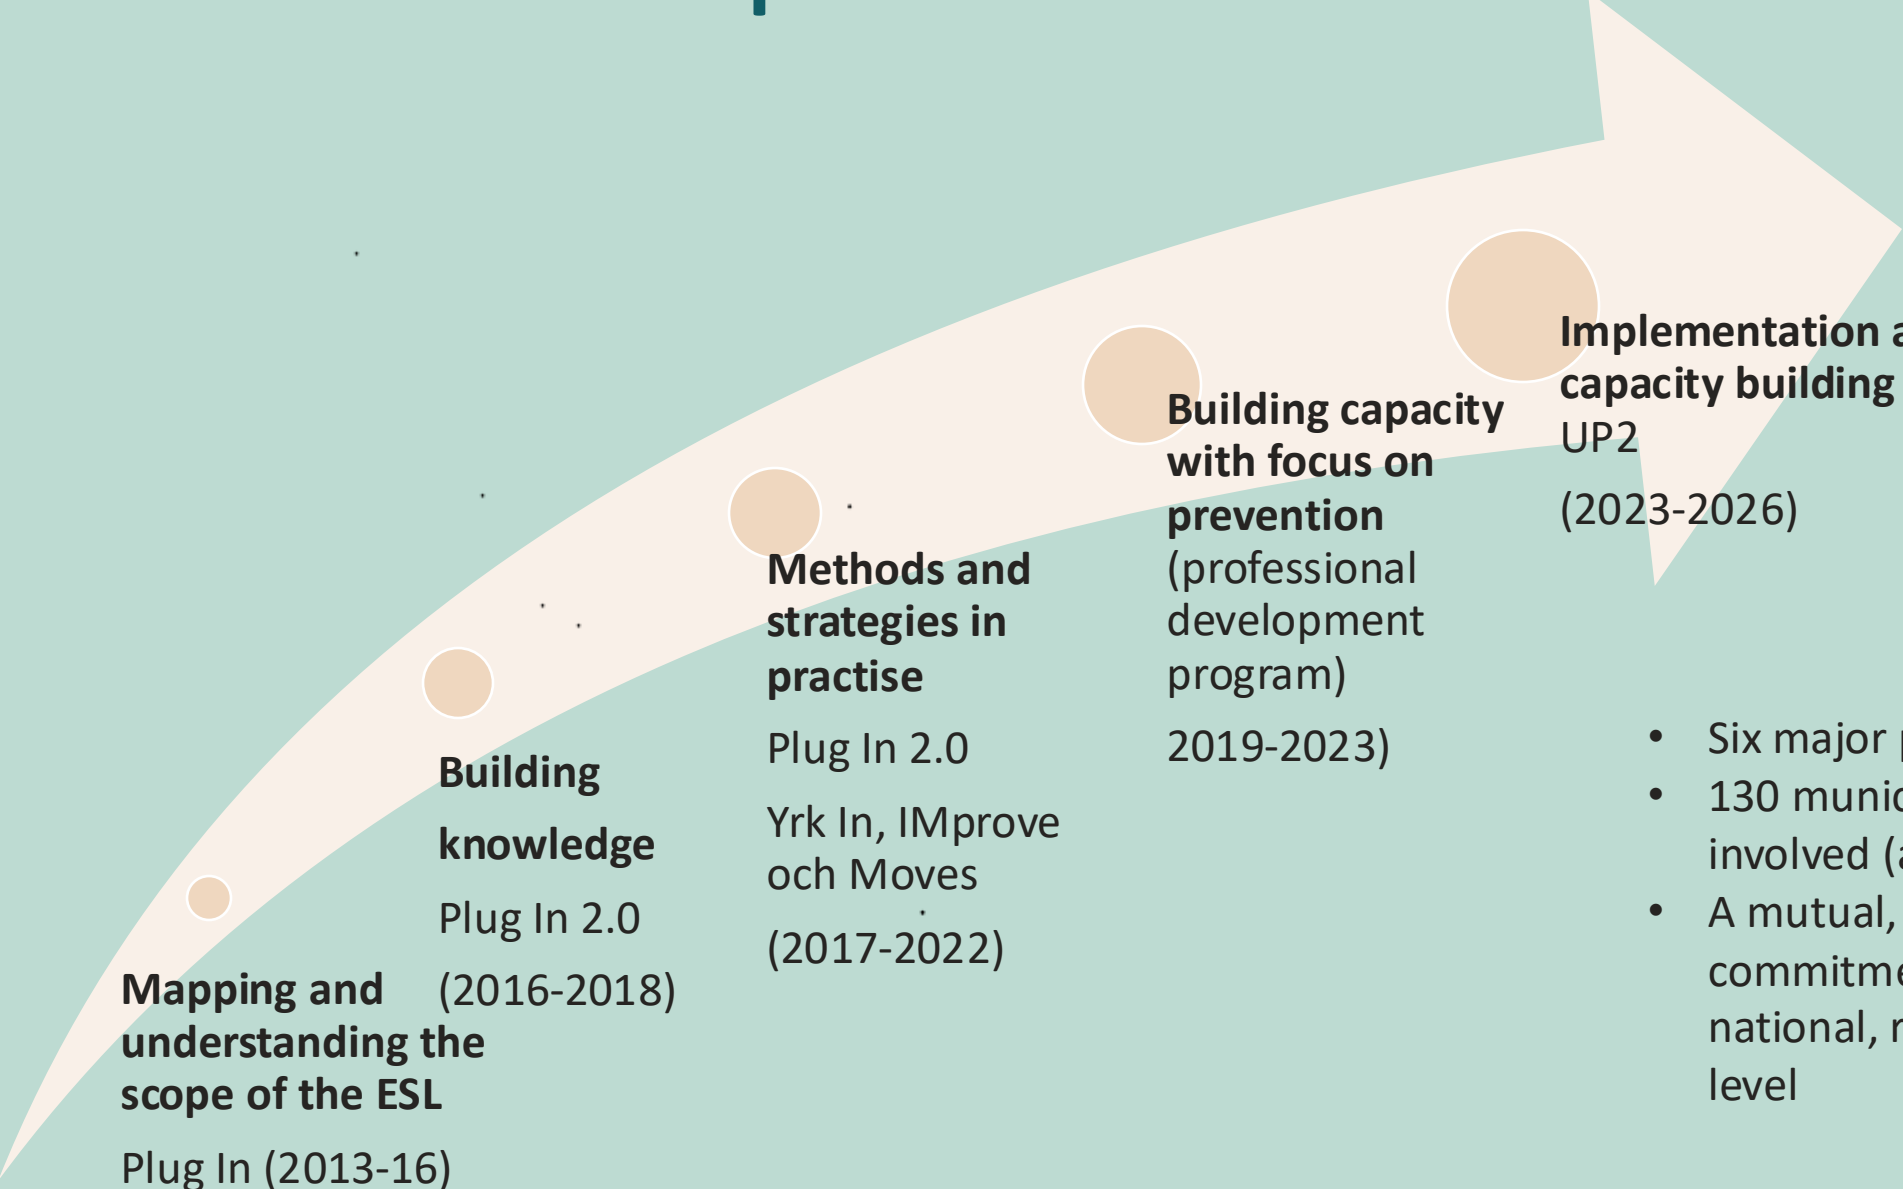 Mapping and
understanding the
scope of the ESL
Plug In (2013-16)
Building
knowledge
Plug In 2.0
(2016-2018)
Methods and
strategies in
practise
Plug In 2.0
Yrk In, IMprove
och Moves
(2017-2022)
Building capacity
with focus on
prevention
(professional
development
program)
2019-2023)
Implementation
capacity building
UP2
(2023-2026)
• Six major
• 130
involved
• A mutual,
national,
level